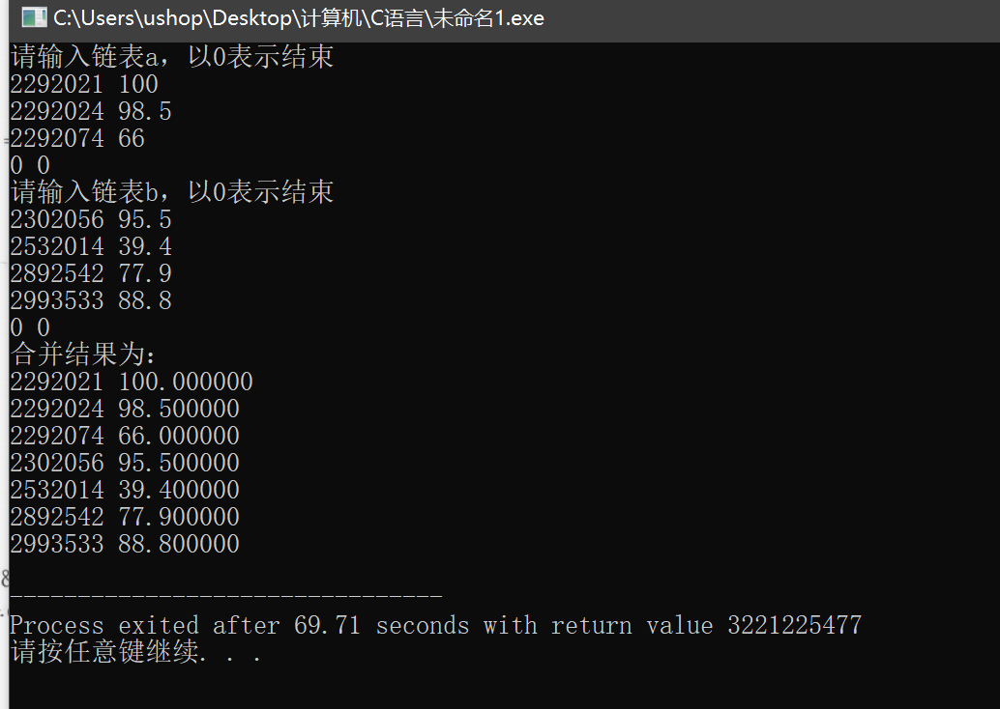 C:\Users\ushop\Desktop\计算机\C语言\未命名1.exe
请输入链表a，以0表示结束
2292021 100
2292024 98.5
2292074 66
0 0
请输入链表b，以0表示结束
2302056 95.5
2532014 39.4
2892542 77.9
2993533 88.8
0 0
合并结果为：
2292021 100.000000
2292024 98.500000
2292074 66.000000
2302056 95.500000
2532014 39.400000
2892542 77.900000
2993533 88.800000
--------------------------------
Process exited after 69.71 seconds with return value 3221225477
请按任意键继续. . .